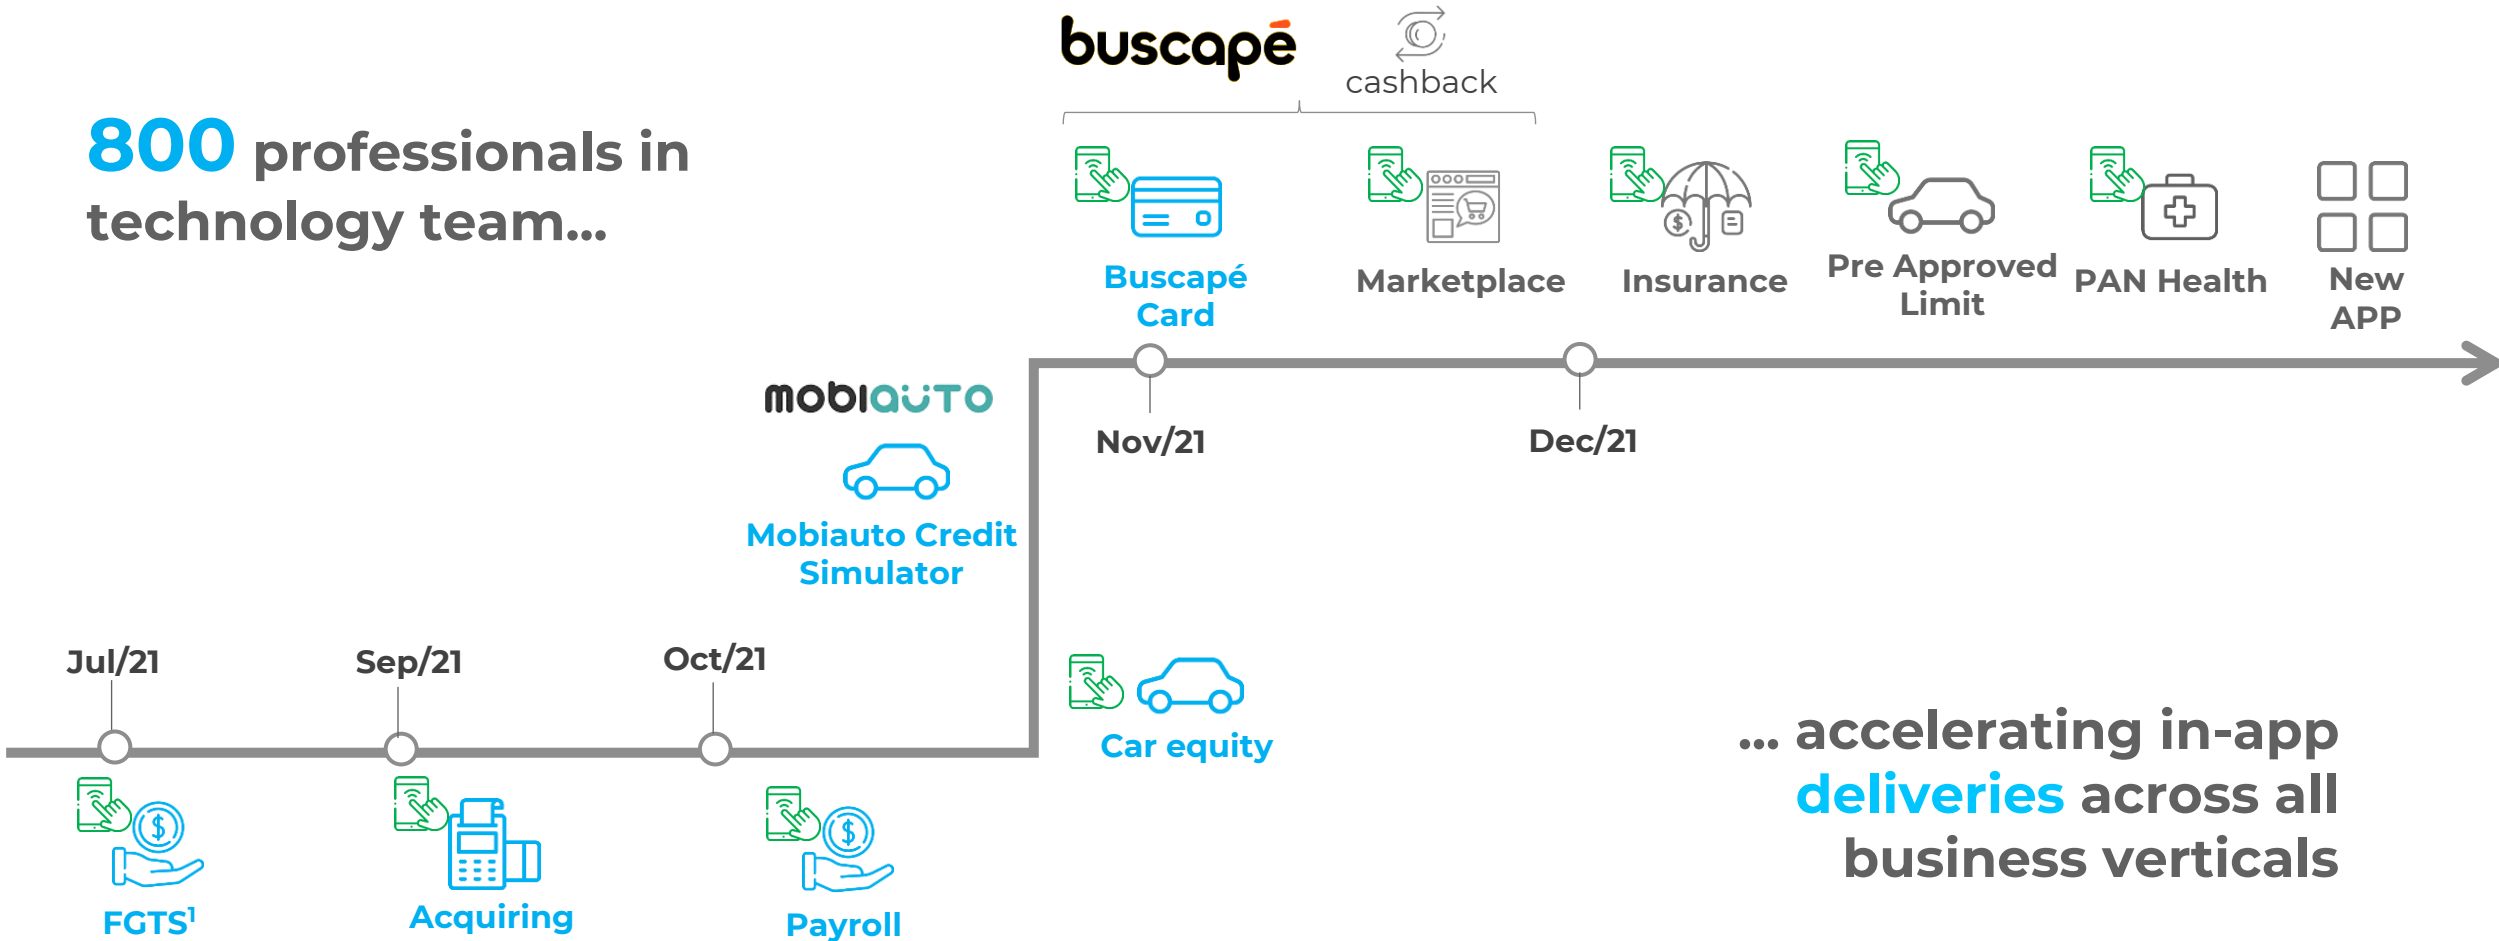 buscapé
cashback
800 professionals in
technology team...
Buscapé
Card
Marketplace
Insurance
Pre Approved
Limit
PAN Health
New
APP
mobiauto
Nov/21
Dec/21
Mobiauto Credit
Simulator
Jul/21
Sep/21
Oct/21
Car equity
... accelerating in-app
deliveries across all
business verticals
$
$
$
FGTS¹
Acquiring
Payroll